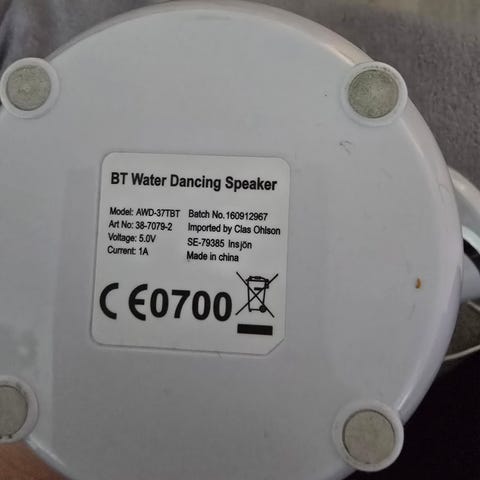 BT Water Dancing Speaker
Model: AWD-37TBT Batch No.160912967
Art No: 38-7079-2 Imported by Clas Ohlson
Voltage: 5.0V SE-79385 Insjön
Current: 1A Made in china
CE0700